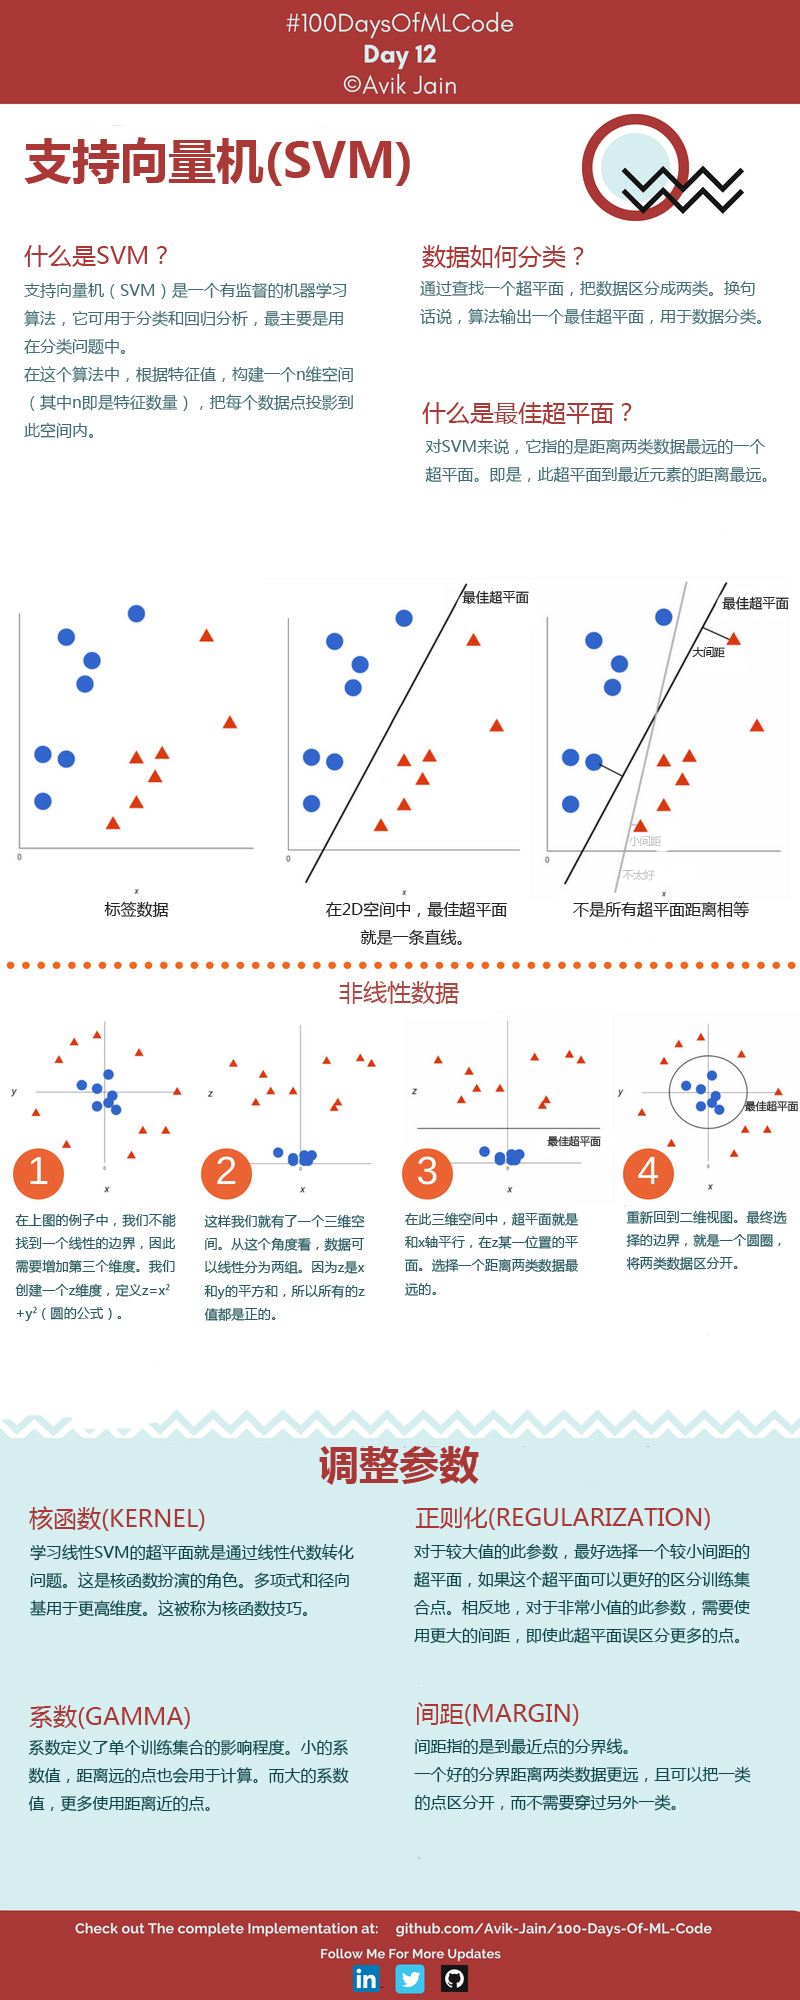 #100DaysOfMLCode
Day 12
©Avik Jain
支持向量机(SVM)
什么是SVM？
支持向量机（SVM）是一个有监督的机器学习
算法，它可用于分类和回归分析，最主要是用
在分类问题中。
在这个算法中，根据特征值，构建一个n维空间
（其中n即是特征数量），把每个数据点投影到
此空间内。
数据如何分类？
通过查找一个超平面，把数据区分成两类。换句
话说，算法输出一个最佳超平面，用于数据分类。
什么是最佳超平面？
对SVM来说，它指的是距离两类数据最远的一个
超平面。即是，此超平面到最近元素的距离最远。
0
x
标签数据
最佳超平面
0
x
在2D空间中，最佳超平面
就是一条直线。
最佳超平面
大间距
小间距
不太好
0
x
不是所有超平面距离相等
非线性数据
y
0
x
1
在上图的例子中，我们不能
找到一个线性的边界，因此
需要增加第三个维度。我们
创建一个z维度，定义z=x²
+y²（圆的公式）。
z
0
x
2
这样我们就有了一个三维空
间。从这个角度看，数据可
以线性分为两组。因为z是x
和y的平方和，所以所有的z
值都是正的。
z
最佳超平面
0
x
3
在此三维空间中，超平面就是
和x轴平行，在z某一位置的平
面。选择一个距离两类数据最
远的。
y
最佳超平面
0
x
4
重新回到二维视图。最终选
择的边界，就是一个圆圈，
将两类数据区分开。
调整参数
核函数(KERNEL)
学习线性SVM的超平面就是通过线性代数转化
问题。这是核函数扮演的角色。多项式和径向
基用于更高维度。这被称为核函数技巧。
正则化(REGULARIZATION)
对于较大值的此参数，最好选择一个较小间距的
超平面，如果这个超平面可以更好的区分训练集
合点。相反地，对于非常小值的此参数，需要使
用更大的间距，即使此超平面误区分更多的点。
系数(GAMMA)
系数定义了单个训练集合的影响程度。小的系
数值，距离远的点也会用于计算。而大的系数
值，更多使用距离近的点。
间距(MARGIN)
间距指的是到最近点的分界线。
一个好的分界距离两类数据更远，且可以把一类
的点区分开，而不需要穿过另外一类。
Check out The complete Implementation at: github.com/Avik-Jain/100-Days-Of-ML-Code
Follow Me For More Updates
in